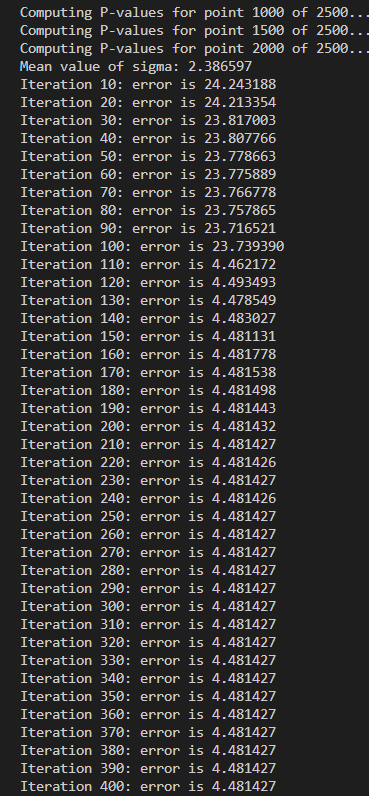 Computing P-values for point 1000 of 2500...
Computing P-values for point 1500 of 2500...
Computing P-values for point 2000 of 2500...
Mean value of sigma: 2.386597
Iteration 10: error is 24.243188
Iteration 20: error is 24.213354
Iteration 30: error is 23.817003
Iteration 40: error is 23.807766
Iteration 50: error is 23.778663
Iteration 60: error is 23.775889
Iteration 70: error is 23.766778
Iteration 80: error is 23.757865
Iteration 90: error is 23.716521
Iteration 100: error is 23.739390
Iteration 110: error is 4.462172
Iteration 120: error is 4.493493
Iteration 130: error is 4.478549
Iteration 140: error is 4.483027
Iteration 150: error is 4.481131
Iteration 160: error is 4.481778
Iteration 170: error is 4.481538
Iteration 180: error is 4.481498
Iteration 190: error is 4.481443
Iteration 200: error is 4.481432
Iteration 210: error is 4.481427
Iteration 220: error is 4.481426
Iteration 230: error is 4.481427
Iteration 240: error is 4.481426
Iteration 250: error is 4.481427
Iteration 260: error is 4.481427
Iteration 270: error is 4.481427
Iteration 280: error is 4.481427
Iteration 290: error is 4.481427
Iteration 300: error is 4.481427
Iteration 310: error is 4.481427
Iteration 320: error is 4.481427
Iteration 330: error is 4.481427
Iteration 340: error is 4.481427
Iteration 350: error is 4.481427
Iteration 360: error is 4.481427
Iteration 370: error is 4.481427
Iteration 380: error is 4.481427
Iteration 390: error is 4.481427
Iteration 400: error is 4.481427